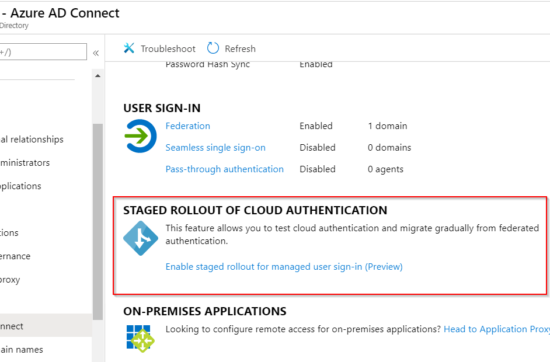 - Azure AD Connect
Directory
+/)
«
Troubleshoot
Refresh
Password Hash Sync Enabled
USER SIGN-IN
Federation Enabled 1 domain
Seamless single sign-on Disabled 0 domains
Pass-through authentication Disabled 0 agents
al relationships
ministrators
plications
STAGED ROLLOUT OF CLOUD AUTHENTICATION
This feature allows you to test cloud authentication and migrate gradually from federated
authentication.
Enable staged rollout for managed user sign-in (Preview)
tions
ernance
proxy
ON-PREMISES APPLICATIONS
Looking to configure remote access for on-premises applications? Head to Application Proxy
nnect
ain names